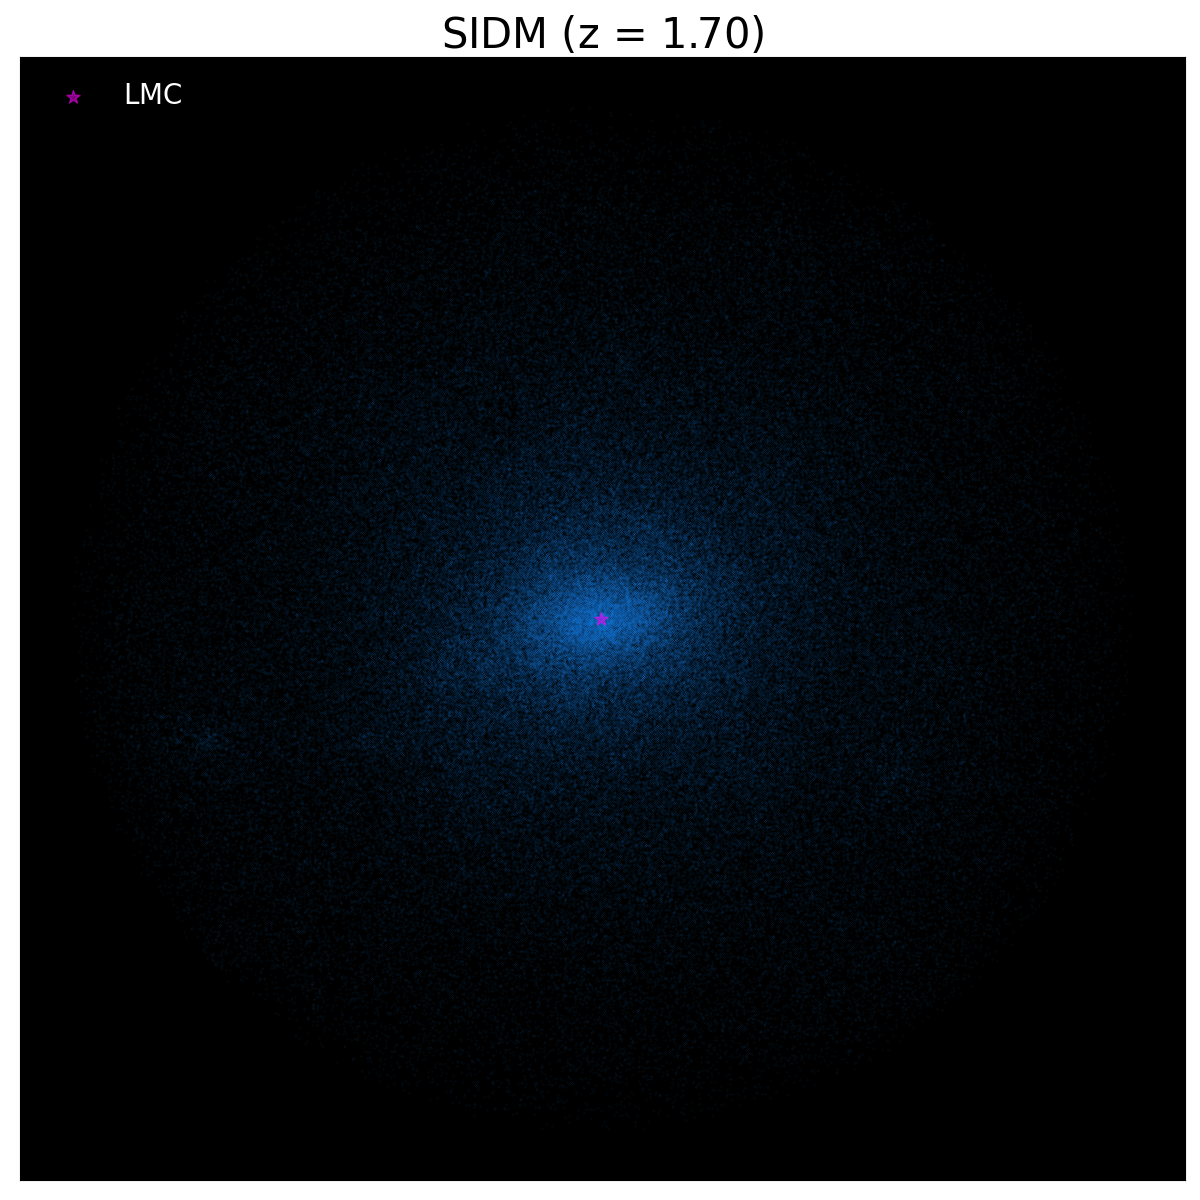 SIDM (z = 1.70)
LMC